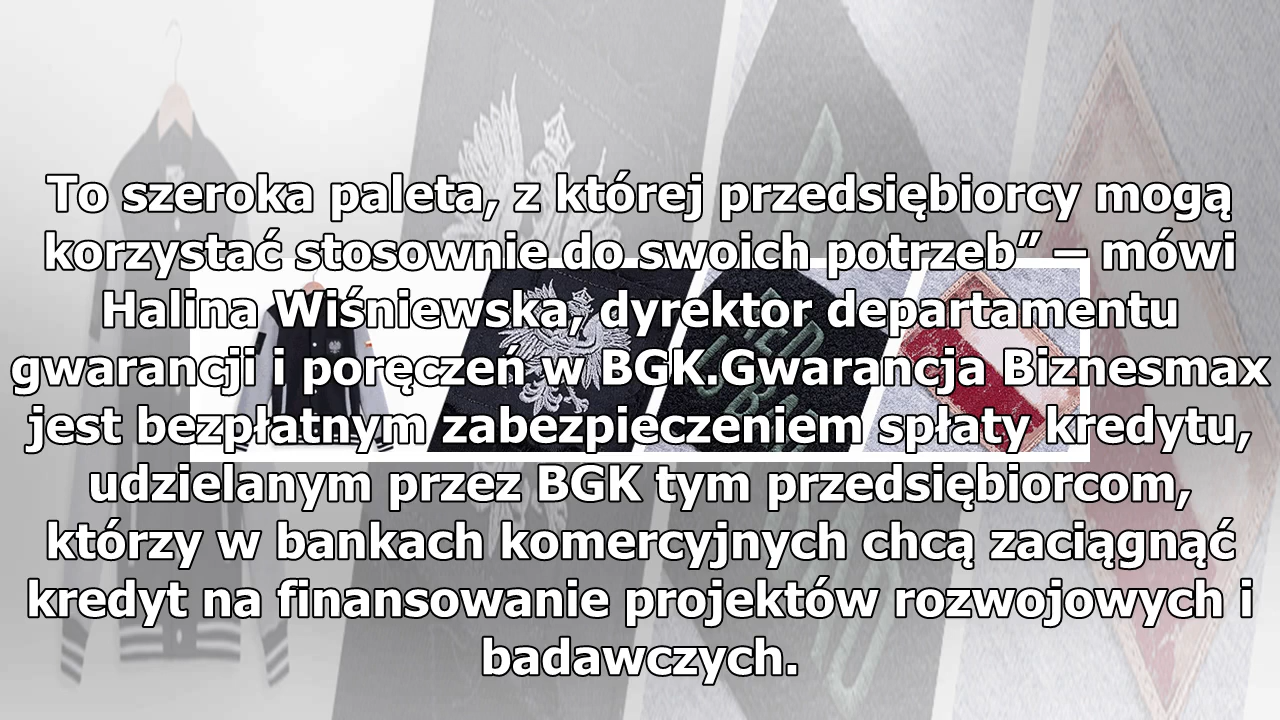 To szeroka paleta, z której przedsiębiorcy mogą
korzystać stosownie do swoich potrzeb” – mówi
Halina Wiśniewska, dyrektor departamentu
gwarancji i poręczeń w BGK.Gwarancja Biznesmax
jest bezpłatnym zabezpieczeniem spłaty kredytu,
udzielanym przez BGK tym przedsiębiorcom,
którzy w bankach komercyjnych chcą zaciągnąć
kredyt na finansowanie projektów rozwojowych i
badawczych.